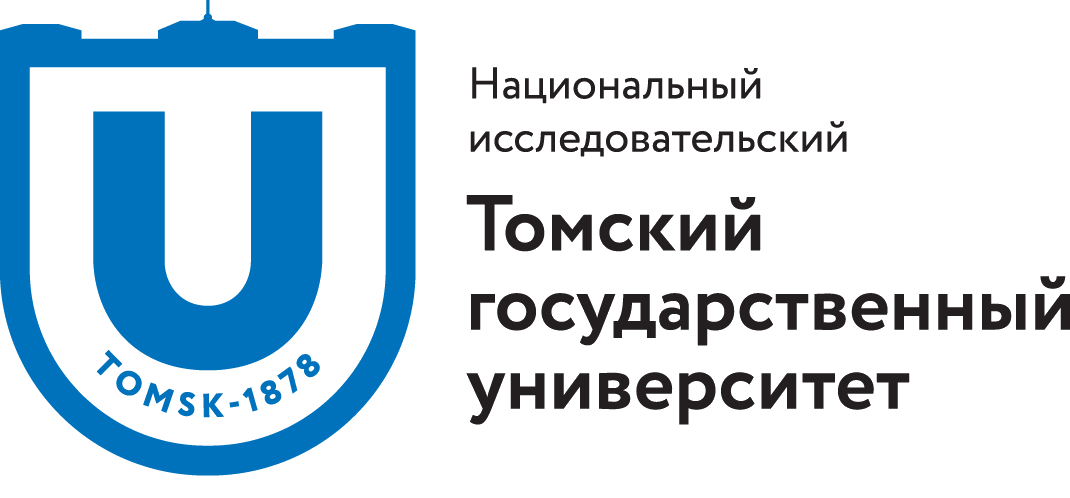 U
TOMSK-1878
Национальный
исследовательский
Томский
государственный
университет